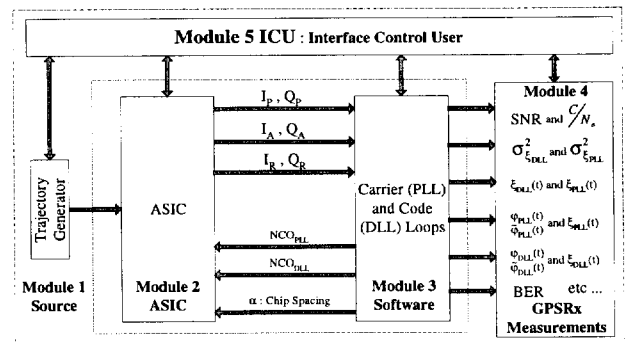 Module 5 ICU : Interface Control User
Trajectory
Generator
Module 1
Source
ASIC
Module 2
ASIC
I_P , Q_P
I_A , Q_A
I_R , Q_R
NCO_PLL
NCO_DLL
α : Chip Spacing
Carrier (PLL)
and Code
(DLL) Loops
Module 3
Software
Module 4
SNR and C/N_o
σ²_ξDLL and σ²_ξPLL
ξ_DLL(t) and ξ_PLL(t)
φ_PLL(t)
φ̃_PLL(t) and ξ_PLL(t)
φ_DLL(t)
φ̃_DLL(t) and ξ_DLL(t)
BER etc ...
GPSRx
Measurements